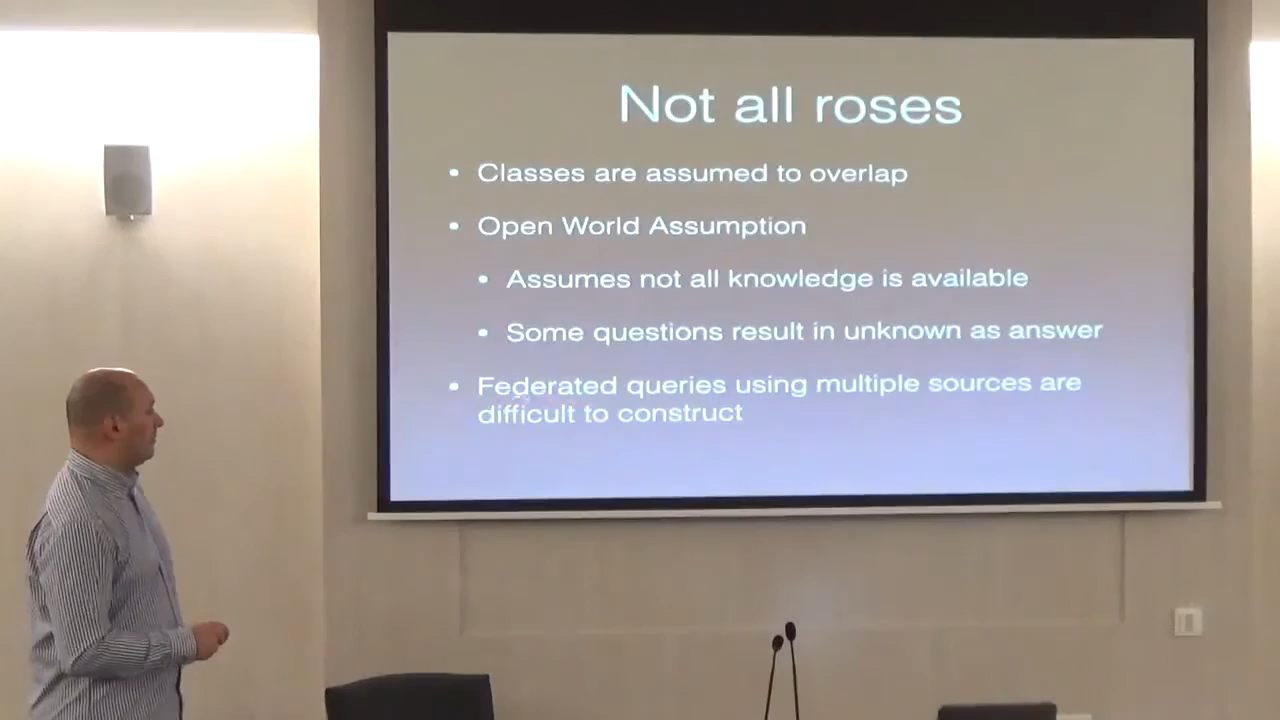 Not all roses
• Classes are assumed to overlap
• Open World Assumption
• Assumes not all knowledge is available
• Some questions result in unknown as answer
• Federated queries using multiple sources are
difficult to construct